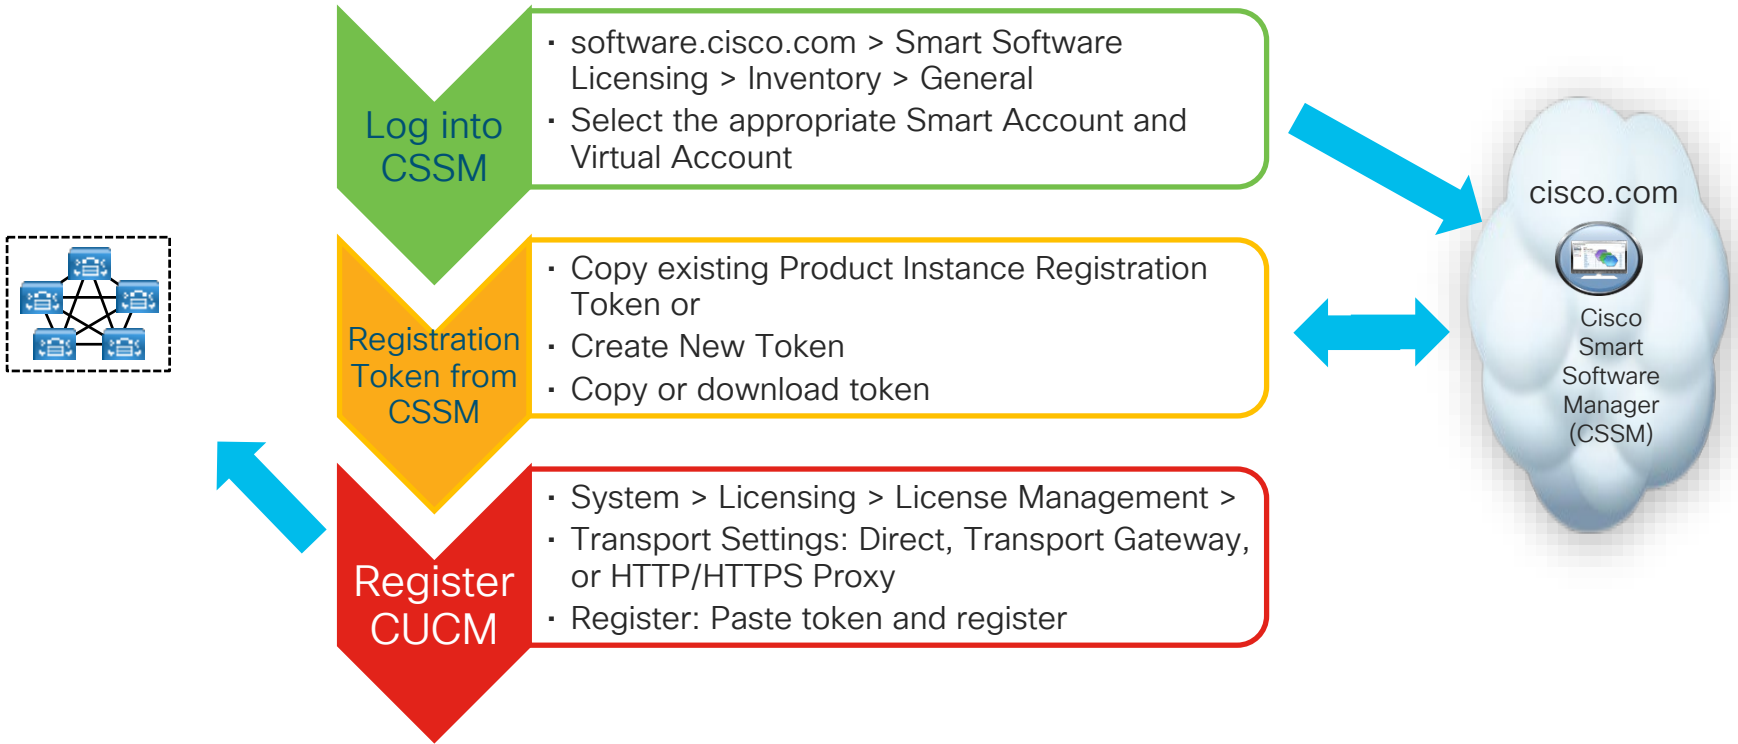 Log into
CSSM
· software.cisco.com > Smart Software
Licensing > Inventory > General
· Select the appropriate Smart Account and
Virtual Account
Registration
Token from
CSSM
· Copy existing Product Instance Registration
Token or
· Create New Token
· Copy or download token
Register
CUCM
· System > Licensing > License Management >
· Transport Settings: Direct, Transport Gateway,
or HTTP/HTTPS Proxy
· Register: Paste token and register
cisco.com
Cisco
Smart
Software
Manager
(CSSM)